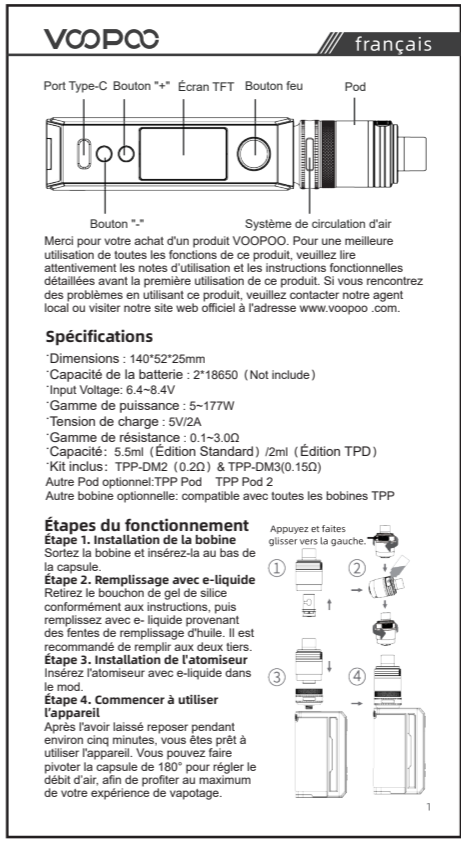 VOOPOO
français
Port Type-C Bouton "+" Écran TFT Bouton feu Pod
Bouton "-" Système de circulation d'air
Merci pour votre achat d'un produit VOOPOO. Pour une meilleure
utilisation de toutes les fonctions de ce produit, veuillez lire
attentivement les notes d'utilisation et les instructions fonctionnelles
détaillées avant la première utilisation de ce produit. Si vous rencontrez
des problèmes en utilisant ce produit, veuillez contacter notre agent
local ou visiter notre site web officiel à l'adresse www.voopoo .com.
Spécifications
·Dimensions : 140*52*25mm
·Capacité de la batterie : 2*18650 (Not include)
·Input Voltage: 6.4~8.4V
·Gamme de puissance : 5~177W
·Tension de charge : 5V/2A
·Gamme de résistance : 0.1~3.0Ω
·Capacité: 5.5ml (Édition Standard) /2ml (Édition TPD)
·Kit inclus: TPP-DM2 (0.2Ω) & TPP-DM3(0.15Ω)
Autre Pod optionnel:TPP Pod TPP Pod 2
Autre bobine optionnelle: compatible avec toutes les bobines TPP
Étapes du fonctionnement
Étape 1. Installation de la bobine
Sortez la bobine et insérez-la au bas de
la capsule.
Étape 2. Remplissage avec e-liquide
Retirez le bouchon de gel de silice
conformément aux instructions, puis
remplissez avec e- liquide provenant
des fentes de remplissage d'huile. Il est
recommandé de remplir aux deux tiers.
Étape 3. Installation de l'atomiseur
Insérez l'atomiseur avec e-liquide dans
le mod.
Étape 4. Commencer à utiliser
l'appareil
Après l'avoir laissé reposer pendant
environ cinq minutes, vous êtes prêt à
utiliser l'appareil. Vous pouvez faire
pivoter la capsule de 180° pour régler le
débit d'air, afin de profiter au maximum
de votre expérience de vapotage.
Appuyez et faites
glisser vers la gauche.
① ②
③ ④
1